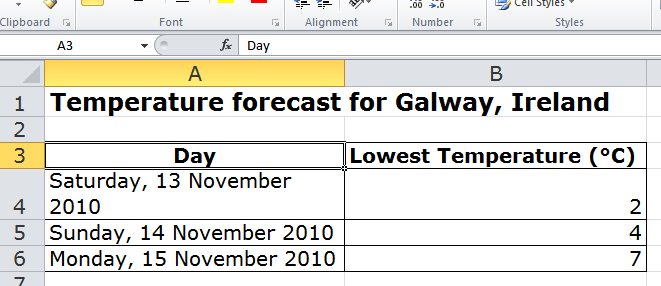 Cell Styles
Clipboard Font Alignment Number Styles
A3 fx Day
A B
1 Temperature forecast for Galway, Ireland
2
3 Day Lowest Temperature (°C)
Saturday, 13 November
4 2010 2
5 Sunday, 14 November 2010 4
6 Monday, 15 November 2010 7
7